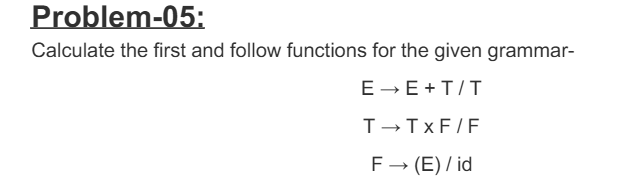 Problem-05:
Calculate the first and follow functions for the given grammar-
E → E + T / T
T → T x F / F
F → (E) / id